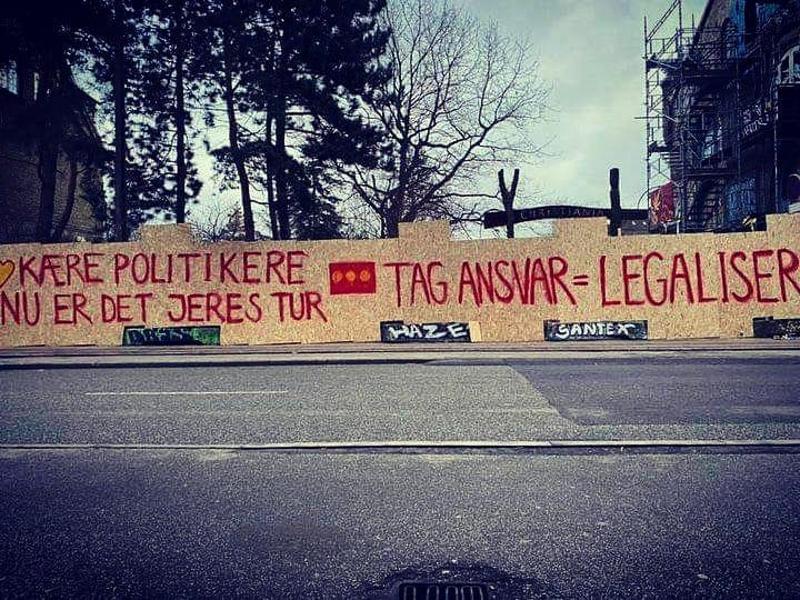 KÆRE POLITIKERE
NU ER DET JERES TUR
TAG ANSVAR = LEGALISER
CHRISTIANIA
HAZE
SANTEX